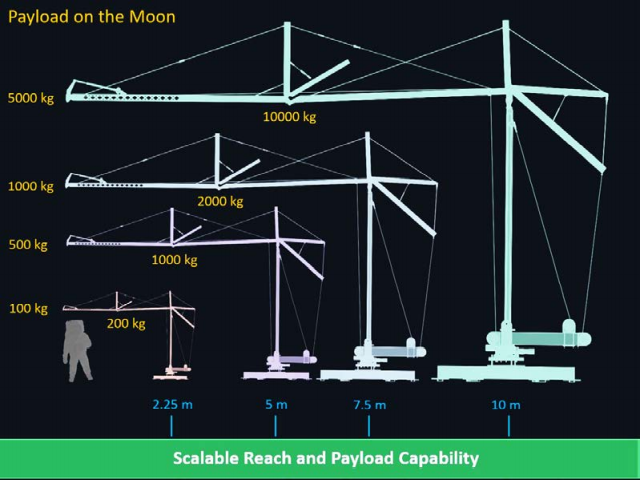 Payload on the Moon
5000 kg
10000 kg
1000 kg
2000 kg
500 kg
1000 kg
100 kg
200 kg
2.25 m
5 m
7.5 m
10 m
Scalable Reach and Payload Capability